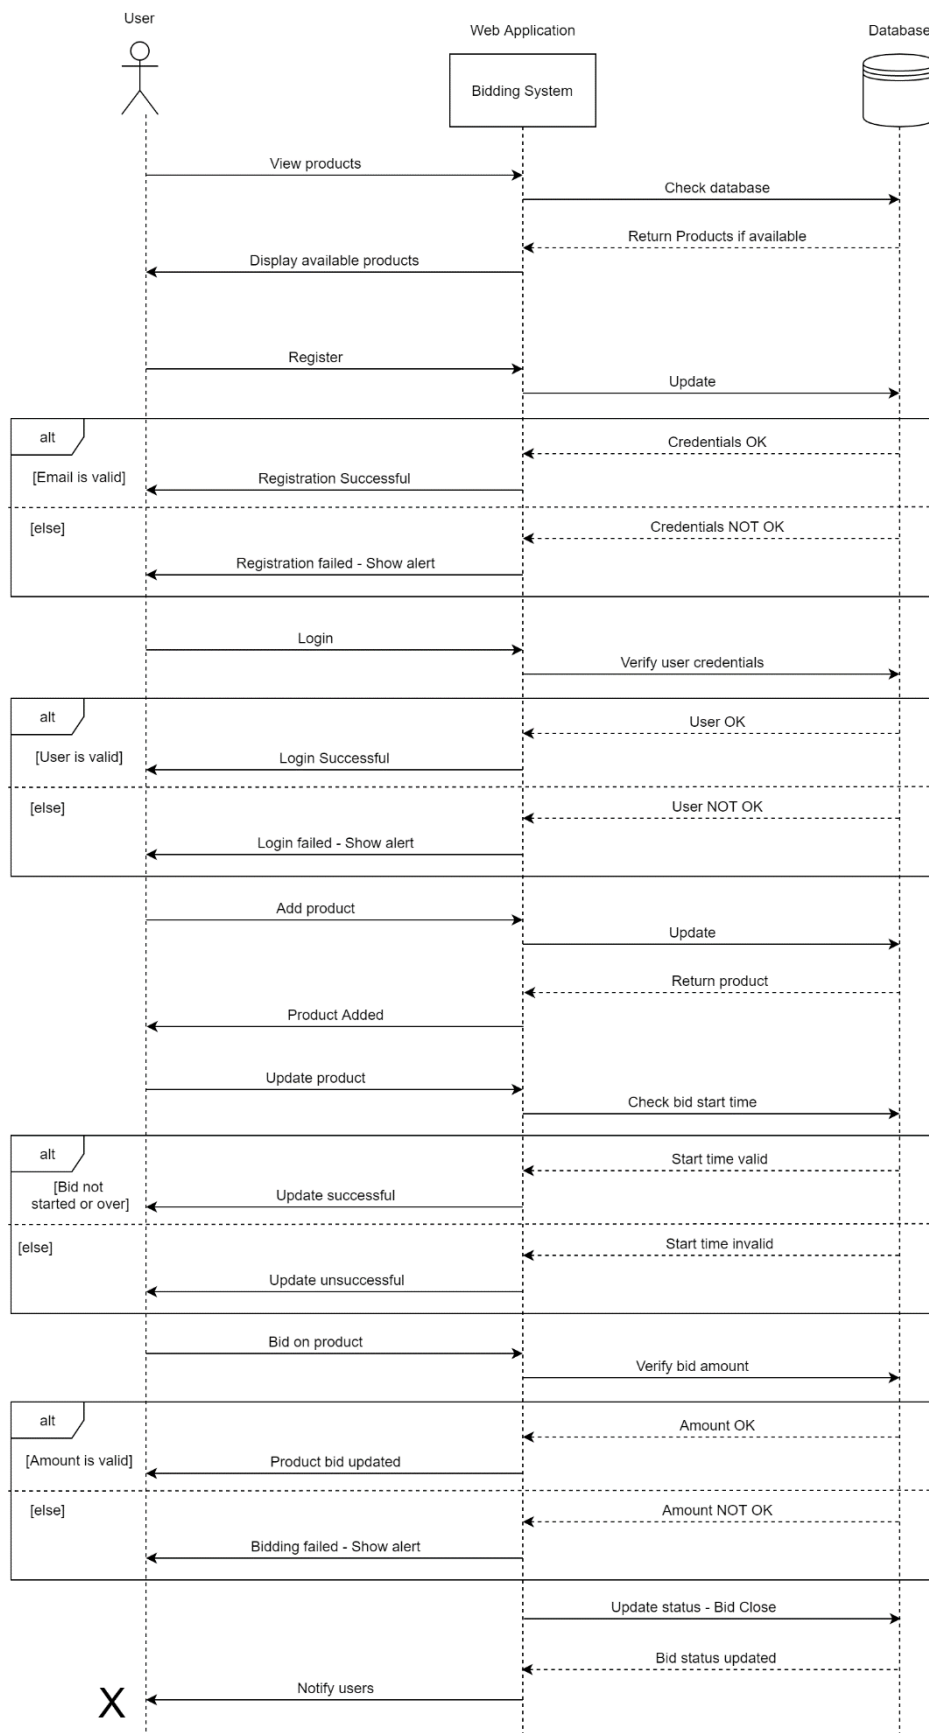 User
Web Application
Database
Bidding System
View products
Check database
Return Products if available
Display available products
Register
Update
alt
Credentials OK
[Email is valid]
Registration Successful
[else]
Credentials NOT OK
Registration failed - Show alert
Login
Verify user credentials
alt
User OK
[User is valid]
Login Successful
[else]
User NOT OK
Login failed - Show alert
Add product
Update
Return product
Product Added
Update product
Check bid start time
alt
Start time valid
[Bid not
started or over]
Update successful
[else]
Start time invalid
Update unsuccessful
Bid on product
Verify bid amount
alt
Amount OK
[Amount is valid]
Product bid updated
[else]
Amount NOT OK
Bidding failed - Show alert
Update status - Bid Close
Bid status updated
Notify users
X